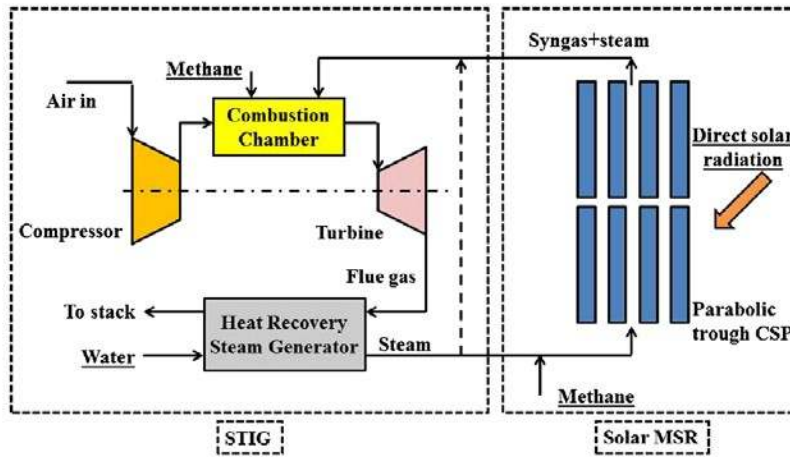 Syngas+steam
Methane
Air in
Combustion
Chamber
Direct solar
radiation
Compressor
Turbine
Flue gas
To stack
Heat Recovery
Steam Generator
Parabolic
trough CSP
Water
Steam
Methane
STIG
Solar MSR